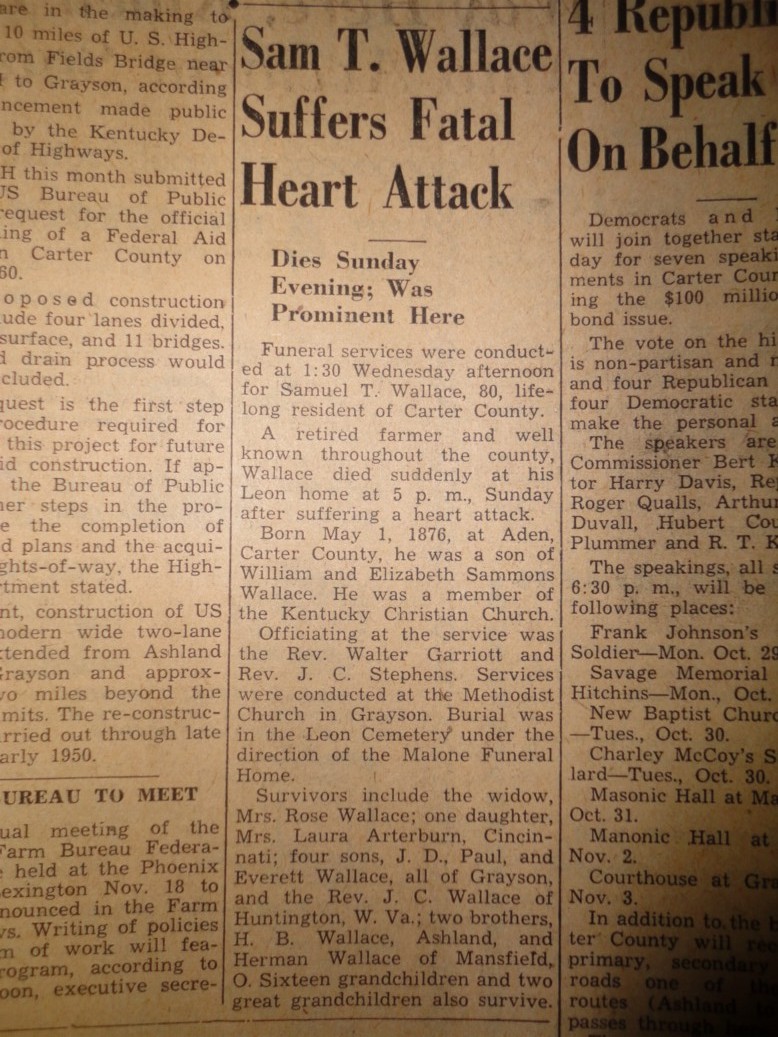 are in the making to
10 miles of U. S. High-
rom Fields Bridge near
to Grayson, according
ncement made public
by the Kentucky De-
of Highways.
H this month submitted
US Bureau of Public
request for the official
ing of a Federal Aid
n Carter County on
60.
oposed construction
ude four lanes divided,
surface, and 11 bridges.
d drain process would
cluded.
quest is the first step
rocedure required for
this project for future
id construction. If ap-
the Bureau of Public
her steps in the pro-
e the completion of
d plans and the acqui-
ghts-of-way, the High-
rtment stated.
nt, construction of US
modern wide two-lane
xtended from Ashland
Grayson and approx-
wo miles beyond the
imits. The re-construc-
rried out through late
early 1950.
UREAU TO MEET
ual meeting of the
Farm Bureau Federa-
e held at the Phoenix
Lexington Nov. 18 to
nnounced in the Farm
ws. Writing of policies
m of work will fea-
rogram, according to
oon, executive secre-
Sam T. Wallace
Suffers Fatal
Heart Attack
Dies Sunday
Evening; Was
Prominent Here
Funeral services were conduct-
ed at 1:30 Wednesday afternoon
for Samuel T. Wallace, 80, life-
long resident of Carter County.
A retired farmer and well
known throughout the county,
Wallace died suddenly at his
Leon home at 5 p. m., Sunday
after suffering a heart attack.
Born May 1, 1876, at Aden,
Carter County, he was a son of
William and Elizabeth Sammons
Wallace. He was a member of
the Kentucky Christian Church.
Officiating at the service was
the Rev. Walter Garriott and
Rev. J. C. Stephens. Services
were conducted at the Methodist
Church in Grayson. Burial was
in the Leon Cemetery under the
direction of the Malone Funeral
Home.
Survivors include the widow,
Mrs. Rose Wallace; one daughter,
Mrs. Laura Arterburn, Cincin-
nati; four sons, J. D., Paul, and
Everett Wallace, all of Grayson,
and the Rev. J. C. Wallace of
Huntington, W. Va.; two brothers,
H. B. Wallace, Ashland, and
Herman Wallace of Mansfield,
O. Sixteen grandchildren and two
great grandchildren also survive.
4 Republi
To Speak
On Behalf
Democrats and
will join together sta
day for seven speaki
ments in Carter Coun
ing the $100 millio
bond issue.
The vote on the hi
is non-partisan and n
and four Republican
four Democratic sta
make the personal a
The speakers are
Commissioner Bert K
tor Harry Davis, Rep
Roger Qualls, Arthur
Duvall, Hubert Cou
Plummer and R. T. K
The speakings, all s
6:30 p. m., will be
following places:
Frank Johnson's
Soldier—Mon. Oct. 29
Savage Memorial
Hitchins—Mon., Oct.
New Baptist Churc
—Tues., Oct. 30.
Charley McCoy's S
lard—Tues., Oct. 30.
Masonic Hall at Ma
Oct. 31.
Manonic Hall at
Nov. 2.
Courthouse at Gra
Nov. 3.
In addition to the
ter County will rec
primary, secondary
roads one of the
routes (Ashland to
passes through